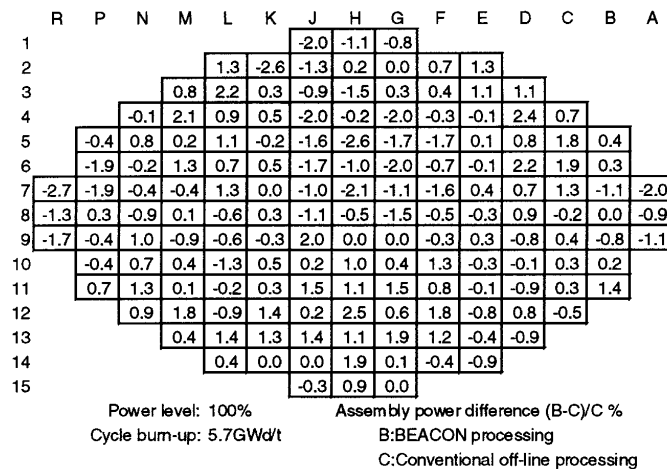 R P N M L K J H G F E D C B A
1 -2.0 -1.1 -0.8
2 1.3 -2.6 -1.3 0.2 0.0 0.7 1.3
3 0.8 2.2 0.3 -0.9 -1.5 0.3 0.4 1.1 1.1
4 -0.1 2.1 0.9 0.5 -2.0 -0.2 -2.0 -0.3 -0.1 2.4 0.7
5 -0.4 0.8 0.2 1.1 -0.2 -1.6 -2.6 -1.7 -1.7 0.1 0.8 1.8 0.4
6 -1.9 -0.2 1.3 0.7 0.5 -1.7 -1.0 -2.0 -0.7 -0.1 2.2 1.9 0.3
7 -2.7 -1.9 -0.4 -0.4 1.3 0.0 -1.0 -2.1 -1.1 -1.6 0.4 0.7 1.3 -1.1 -2.0
8 -1.3 0.3 -0.9 0.1 -0.6 0.3 -1.1 -0.5 -1.5 -0.5 -0.3 0.9 -0.2 0.0 -0.9
9 -1.7 -0.4 1.0 -0.9 -0.6 -0.3 2.0 0.0 0.0 -0.3 0.3 -0.8 0.4 -0.8 -1.1
10 -0.4 0.7 0.4 -1.3 0.5 0.2 1.0 0.4 1.3 -0.3 -0.1 0.3 0.2
11 0.7 1.3 0.1 -0.2 0.3 1.5 1.1 1.5 0.8 -0.1 -0.9 0.3 1.4
12 0.9 1.8 -0.9 1.4 0.2 2.5 0.6 1.8 -0.8 0.8 -0.5
13 0.4 1.4 1.3 1.4 1.1 1.9 1.2 -0.4 -0.9
14 0.4 0.0 0.0 1.9 0.1 -0.4 -0.9
15 -0.3 0.9 0.0
Power level: 100% Assembly power difference (B-C)/C %
Cycle burn-up: 5.7GWd/t B:BEACON processing
C:Conventional off-line processing